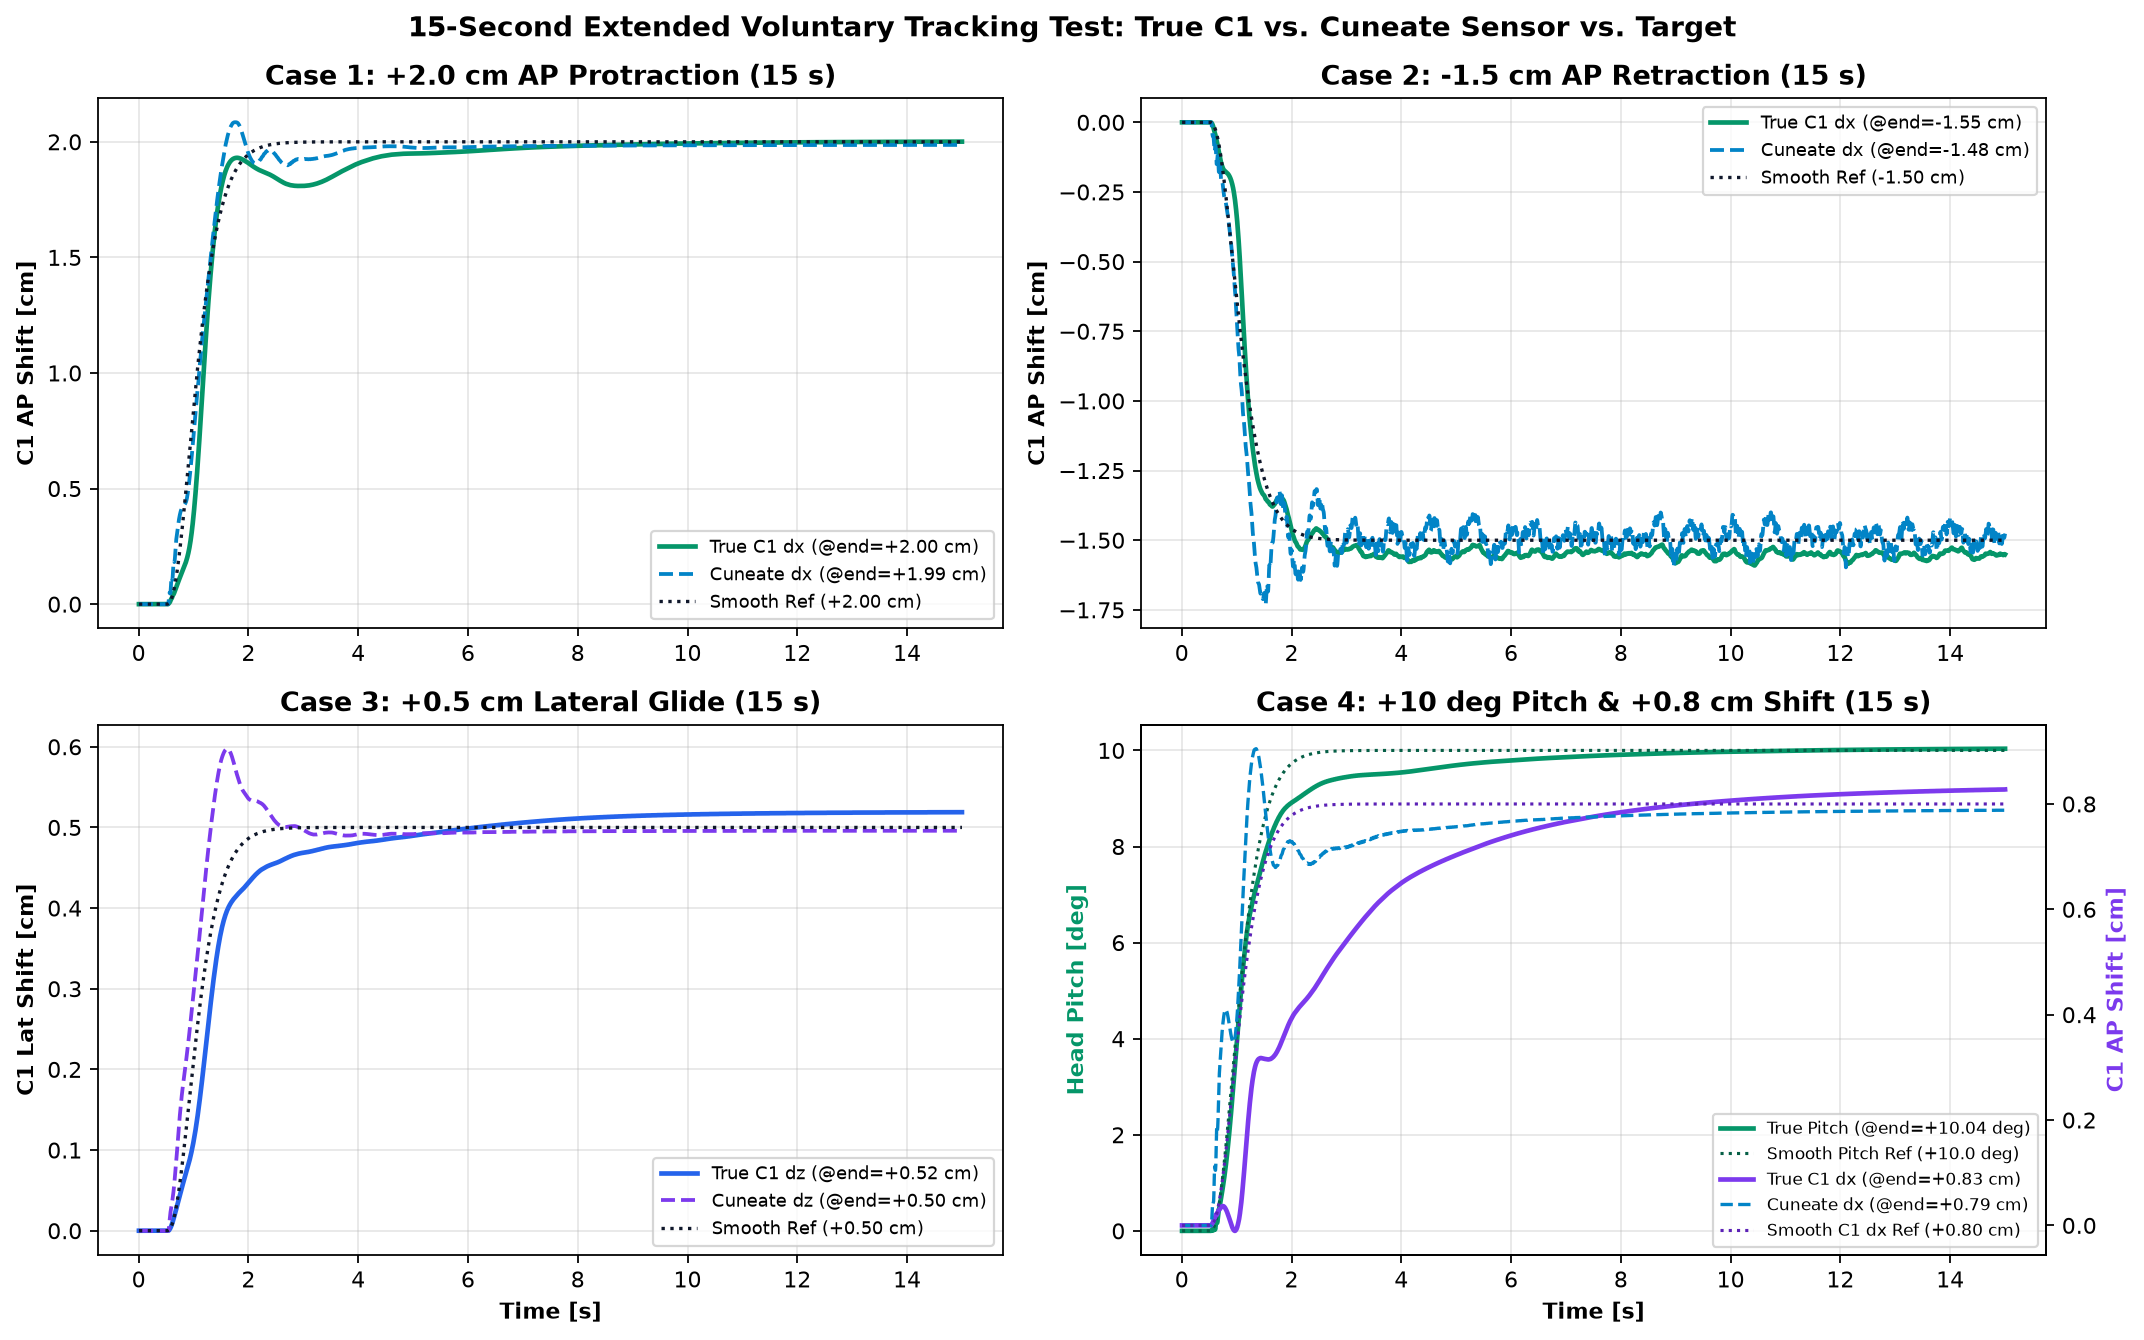 15-Second Extended Voluntary Tracking Test: True C1 vs. Cuneate Sensor vs. Target
Case 1: +2.0 cm AP Protraction (15 s)
C1 AP Shift [cm]
2.0
1.5
1.0
0.5
0.0
True C1 dx (@end=+2.00 cm)
Cuneate dx (@end=+1.99 cm)
Smooth Ref (+2.00 cm)
0 2 4 6 8 10 12 14
Case 2: -1.5 cm AP Retraction (15 s)
C1 AP Shift [cm]
0.00
−0.25
−0.50
−0.75
−1.00
−1.25
−1.50
−1.75
True C1 dx (@end=-1.55 cm)
Cuneate dx (@end=-1.48 cm)
Smooth Ref (-1.50 cm)
0 2 4 6 8 10 12 14
Case 3: +0.5 cm Lateral Glide (15 s)
C1 Lat Shift [cm]
0.6
0.5
0.4
0.3
0.2
0.1
0.0
True C1 dz (@end=+0.52 cm)
Cuneate dz (@end=+0.50 cm)
Smooth Ref (+0.50 cm)
0 2 4 6 8 10 12 14
Time [s]
Case 4: +10 deg Pitch & +0.8 cm Shift (15 s)
Head Pitch [deg]
10
8
6
4
2
0
True Pitch (@end=+10.04 deg)
Smooth Pitch Ref (+10.0 deg)
True C1 dx (@end=+0.83 cm)
Cuneate dx (@end=+0.79 cm)
Smooth C1 dx Ref (+0.80 cm)
0.8
0.6
0.4
0.2
0.0
C1 AP Shift [cm]
0 2 4 6 8 10 12 14
Time [s]